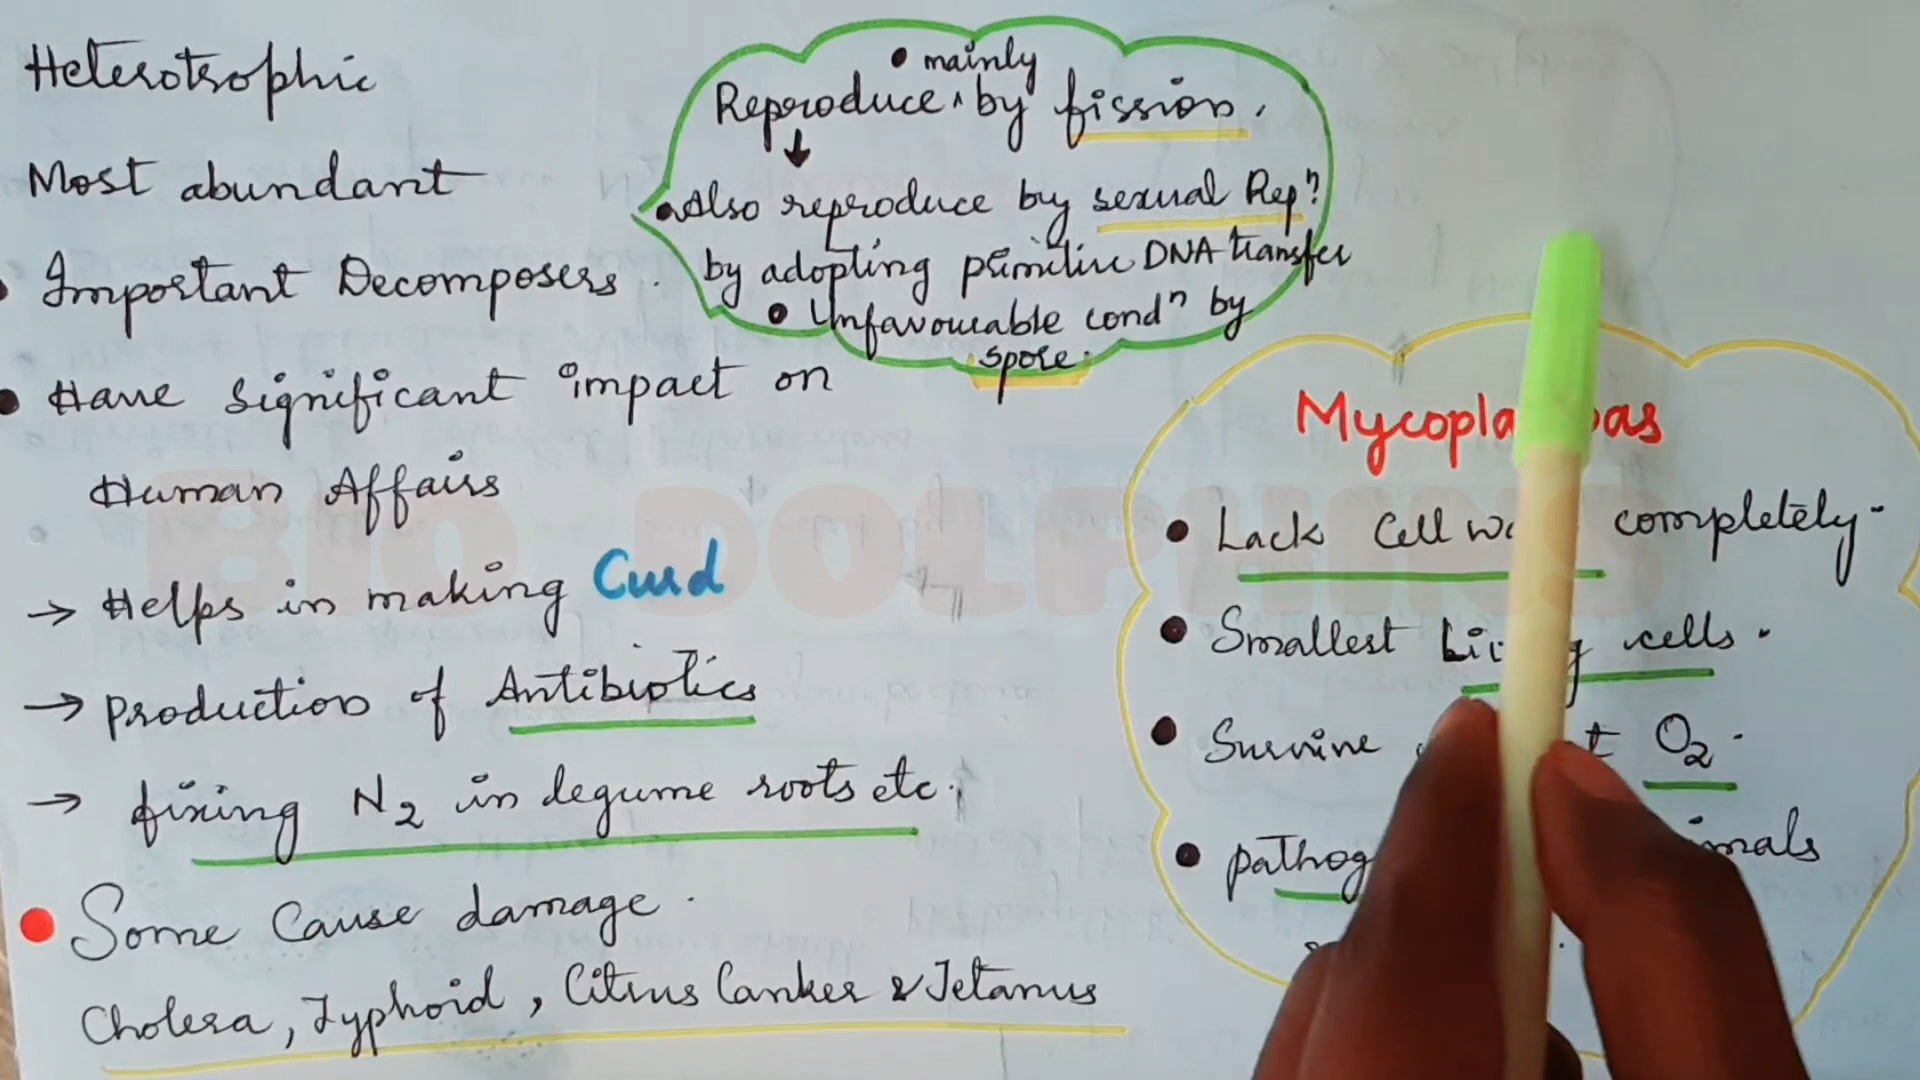 Heterotrophic
Most abundant
Important Decomposers.
Have significant impact on
Human Affairs
→ Helps in making Curd
→ production of Antibiotics
→ fixing N2 in legume roots etc.
Some Cause damage.
Cholera, Typhoid, Citrus Canker & Tetanus
mainly
Reproduce ^ by fission.
Also reproduce by sexual Repn
by adopting primitive DNA transfer
Unfavourable condn by
spore.
Lack Cell completely.
Smallest cells.
Survive O2.
BIO DOLPHINS